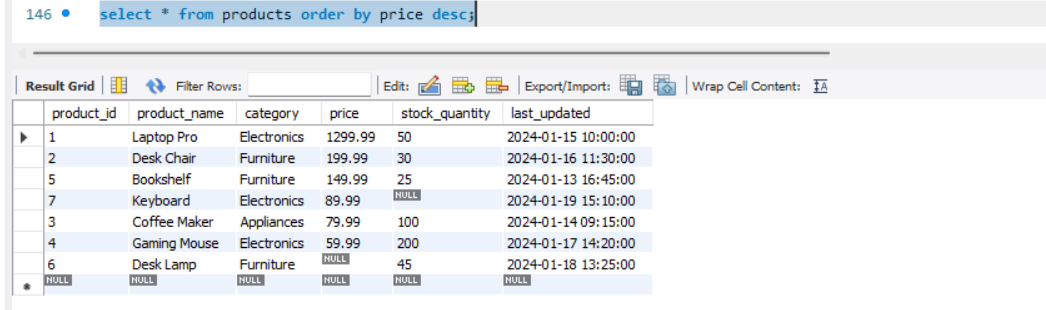 146 select * from products order by price desc;
Result Grid Filter Rows: Edit: Export/Import: Wrap Cell Content:
product_id product_name category price stock_quantity last_updated
1 Laptop Pro Electronics 1299.99 50 2024-01-15 10:00:00
2 Desk Chair Furniture 199.99 30 2024-01-16 11:30:00
5 Bookshelf Furniture 149.99 25 2024-01-13 16:45:00
7 Keyboard Electronics 89.99 NULL 2024-01-19 15:10:00
3 Coffee Maker Appliances 79.99 100 2024-01-14 09:15:00
4 Gaming Mouse Electronics 59.99 200 2024-01-17 14:20:00
6 Desk Lamp Furniture NULL 45 2024-01-18 13:25:00
NULL NULL NULL NULL NULL NULL